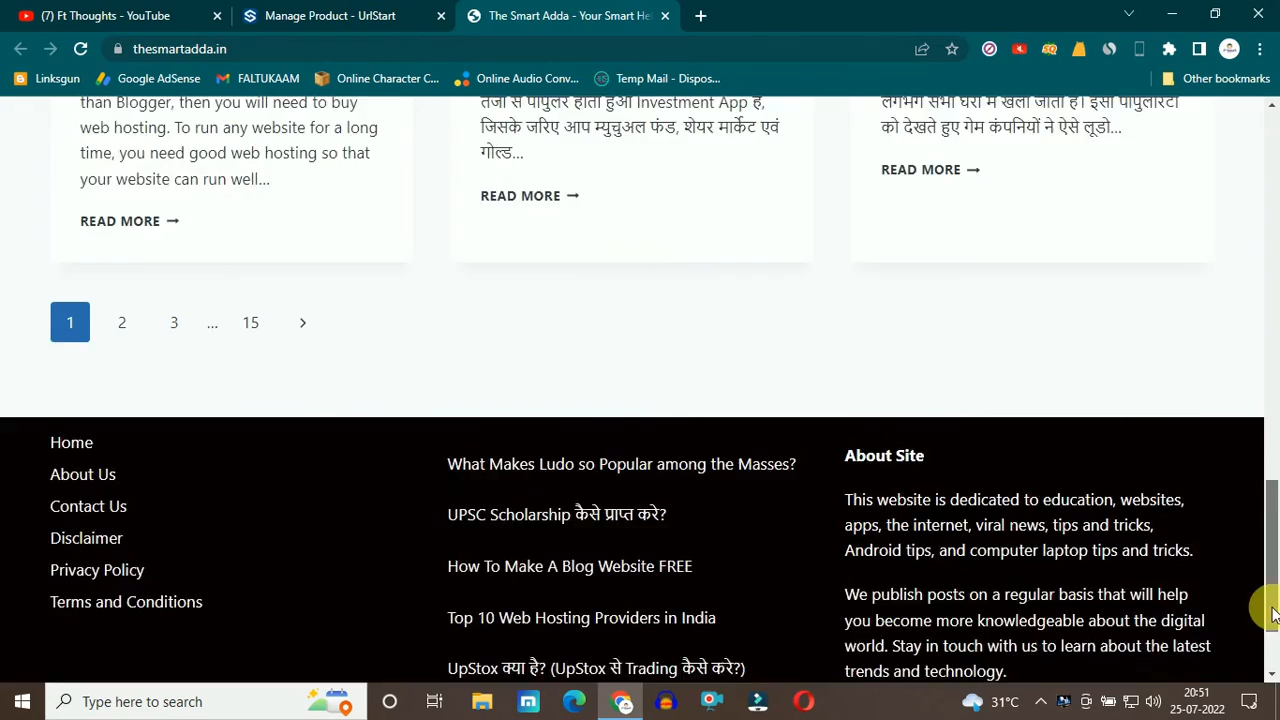 (7) Ft Thoughts - YouTube
Manage Product - UrlStart
The Smart Adda - Your Smart He
thesmartadda.in
Linksgun
Google AdSense
FALTUKAAM
Online Character C...
Online Audio Conv...
Temp Mail - Dispos...
Other bookmarks
than Blogger, then you will need to buy
web hosting. To run any website for a long
time, you need good web hosting so that
your website can run well...
READ MORE →
तेजी से पॉपुलर होता हुआ Investment App है,
जिसके जरिए आप म्युचुअल फंड, शेयर मार्केट एवं
गोल्ड...
READ MORE →
लगभग सभी घरों में खेला जाता है। इसी पॉपुलैरिटी
को देखते हुए गेम कंपनियों ने ऐसे लूडो...
READ MORE →
1 2 3 ... 15 >
Home
About Us
Contact Us
Disclaimer
Privacy Policy
Terms and Conditions
What Makes Ludo so Popular among the Masses?
UPSC Scholarship कैसे प्राप्त करे?
How To Make A Blog Website FREE
Top 10 Web Hosting Providers in India
UpStox क्या है? (UpStox से Trading कैसे करे?)
About Site
This website is dedicated to education, websites,
apps, the internet, viral news, tips and tricks,
Android tips, and computer laptop tips and tricks.
We publish posts on a regular basis that will help
you become more knowledgeable about the digital
world. Stay in touch with us to learn about the latest
trends and technology.
Type here to search
31°C
20:51
25-07-2022